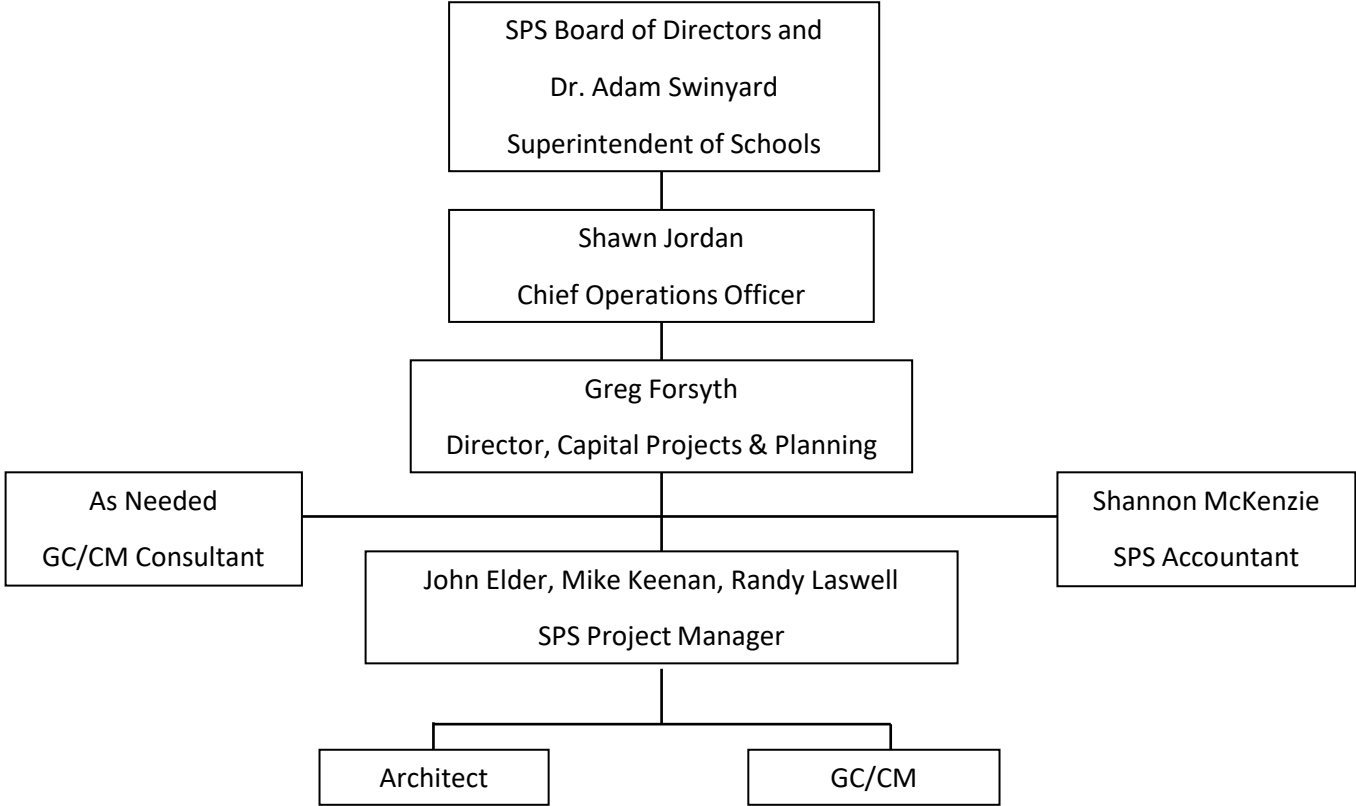 SPS Board of Directors and
Dr. Adam Swinyard
Superintendent of Schools
Shawn Jordan
Chief Operations Officer
Greg Forsyth
Director, Capital Projects & Planning
As Needed
GC/CM Consultant
Shannon McKenzie
SPS Accountant
John Elder, Mike Keenan, Randy Laswell
SPS Project Manager
Architect
GC/CM